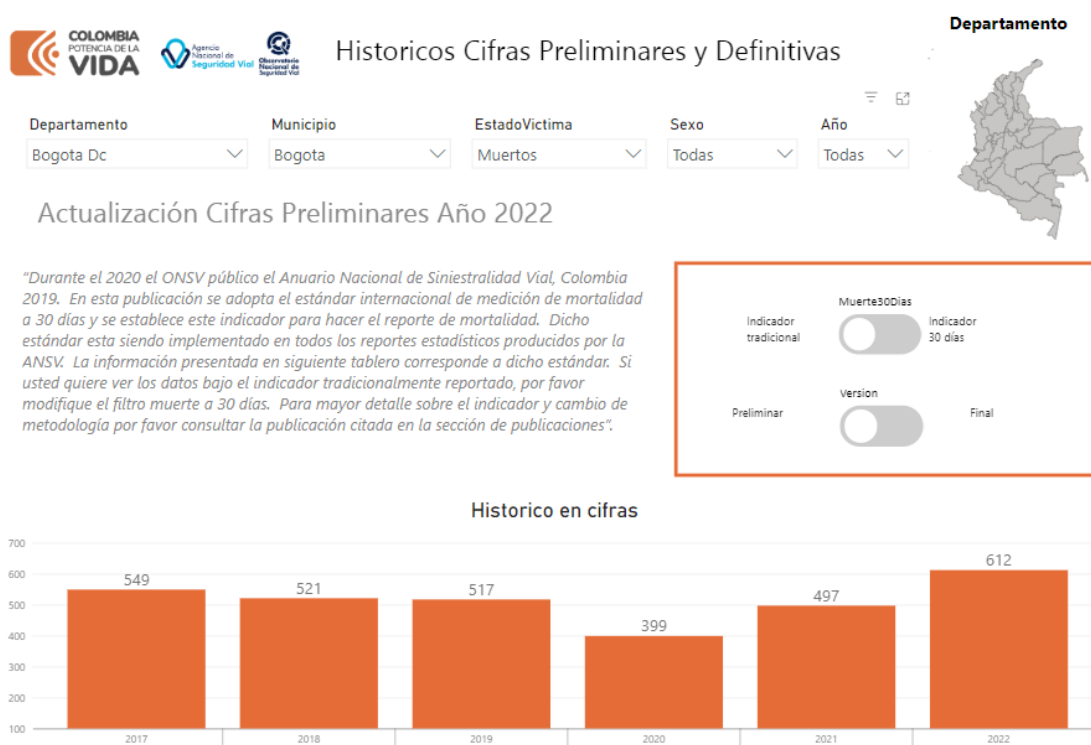 COLOMBIA
POTENCIA DE LA
VIDA
Agencia
Nacional de
Seguridad Vial
Observatorio
Nacional de
Seguridad Vial
Historicos Cifras Preliminares y Definitivas
Departamento
Departamento
Municipio
EstadoVictima
Sexo
Año
Bogota Dc
Bogota
Muertos
Todas
Todas
Actualización Cifras Preliminares Año 2022
"Durante el 2020 el ONSV público el Anuario Nacional de Siniestralidad Vial, Colombia
2019. En esta publicación se adopta el estándar internacional de medición de mortalidad
a 30 días y se establece este indicador para hacer el reporte de mortalidad. Dicho
estándar esta siendo implementado en todos los reportes estadísticos producidos por la
ANSV. La información presentada en siguiente tablero corresponde a dicho estándar. Si
usted quiere ver los datos bajo el indicador tradicionalmente reportado, por favor
modifique el filtro muerte a 30 días. Para mayor detalle sobre el indicador y cambio de
metodología por favor consultar la publicación citada en la sección de publicaciones".
Muerte30Dias
Indicador
tradicional
Indicador
30 días
Version
Preliminar
Final
Historico en cifras
700
600
500
400
300
200
100
549
521
517
399
497
612
2017
2018
2019
2020
2021
2022